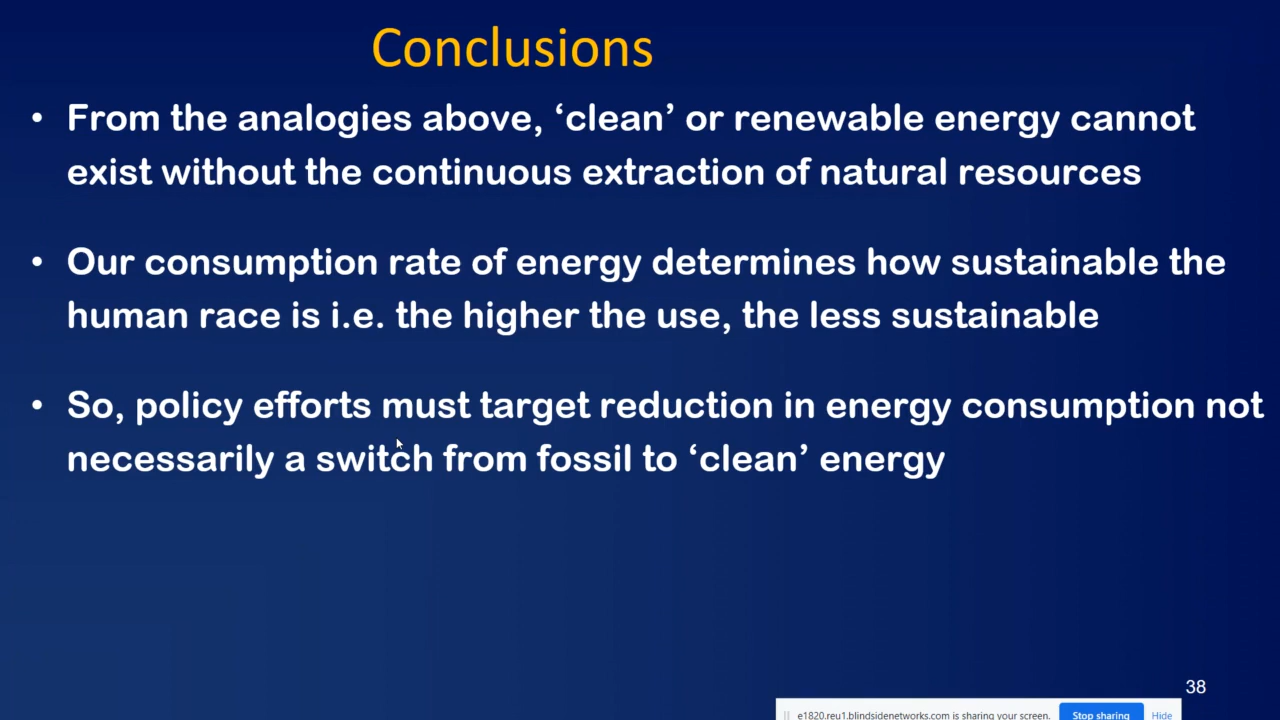 Conclusions
• From the analogies above, ‘clean’ or renewable energy cannot
exist without the continuous extraction of natural resources
• Our consumption rate of energy determines how sustainable the
human race is i.e. the higher the use, the less sustainable
• So, policy efforts must target reduction in energy consumption not
necessarily a switch from fossil to ‘clean’ energy
38
e1820.reu1.blindsidenetworks.com is sharing your screen. Stop sharing Hide